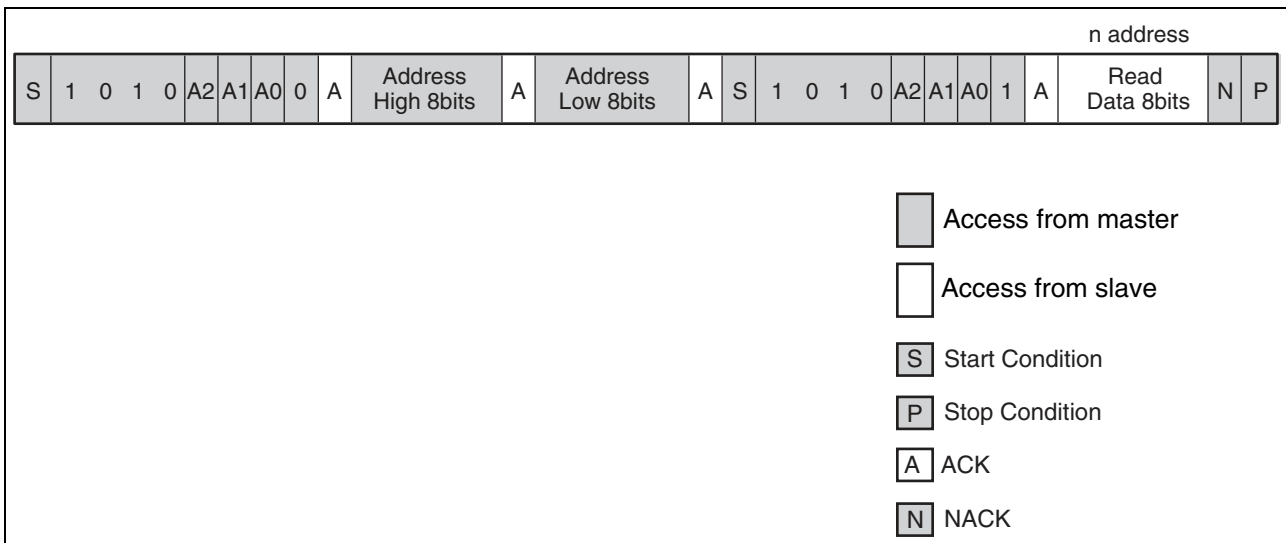 n address
S 1 0 1 0 A2 A1 A0 0 A Address High 8bits A Address Low 8bits A S 1 0 1 0 A2 A1 A0 1 A Read Data 8bits N P
Access from master
Access from slave
S Start Condition
P Stop Condition
A ACK
N NACK